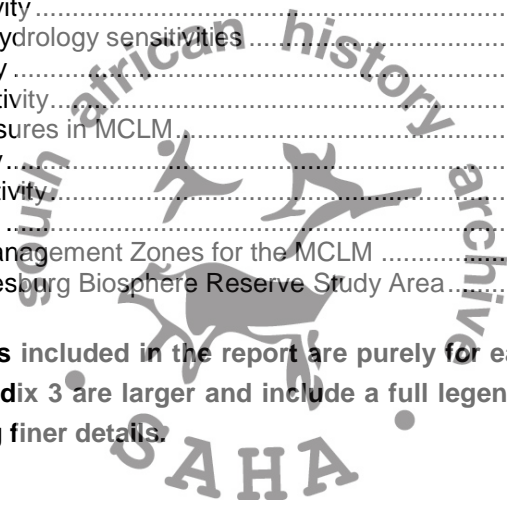 ivity ........................................................
ydrology sensitivities ........................................................
y ........................................................
tivity........................................................
sures in MCLM........................................................
y ........................................................
tivity........................................................
........................................................
anagement Zones for the MCLM ........................................................
esburg Biosphere Reserve Study Area........................................................
s included in the report are purely for ea
dix 3 are larger and include a full legen
g finer details.
south african history archive
SAHA